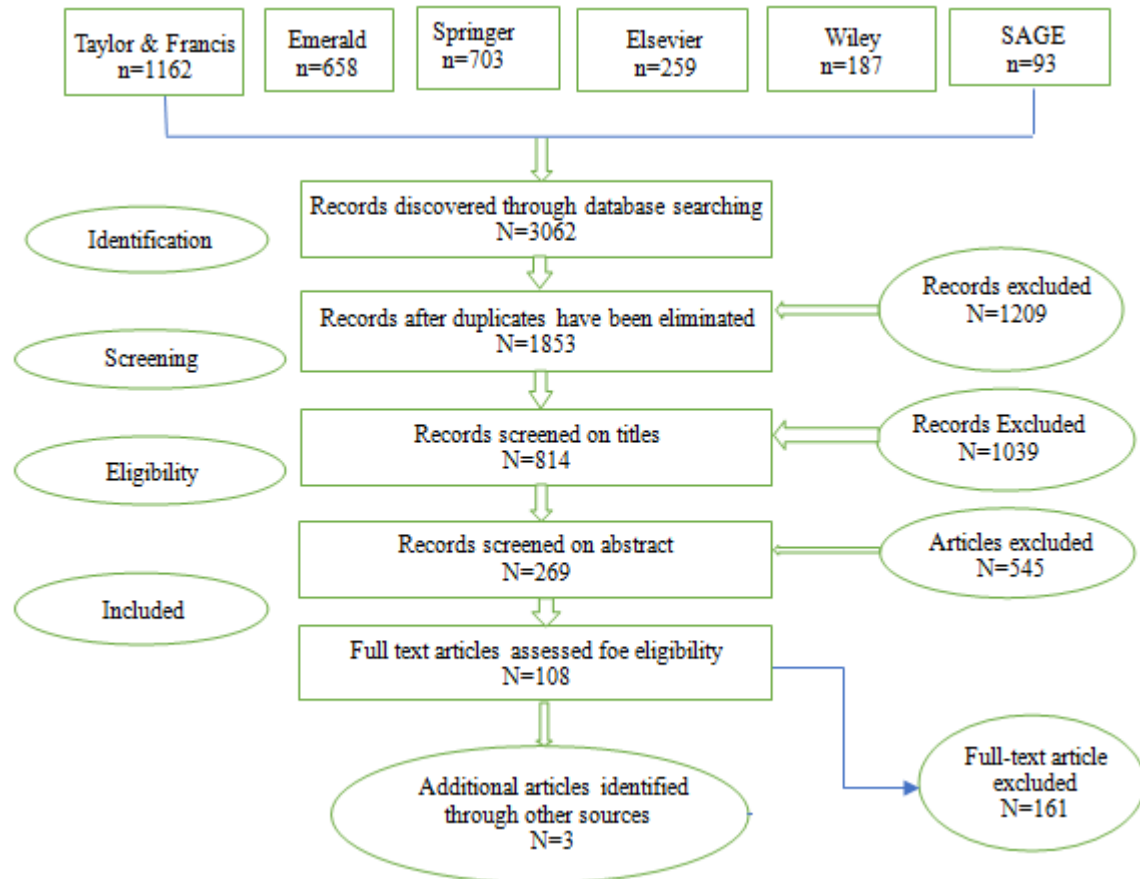 Taylor & Francis
n=1162
Emerald
n=658
Springer
n=703
Elsevier
n=259
Wiley
n=187
SAGE
n=93
Records discovered through database searching
N=3062
Identification
Records excluded
N=1209
Records after duplicates have been eliminated
N=1853
Screening
Records screened on titles
N=814
Records Excluded
N=1039
Eligibility
Records screened on abstract
N=269
Articles excluded
N=545
Included
Full text articles assessed foe eligibility
N=108
Full-text article
excluded
N=161
Additional articles identified
through other sources
N=3